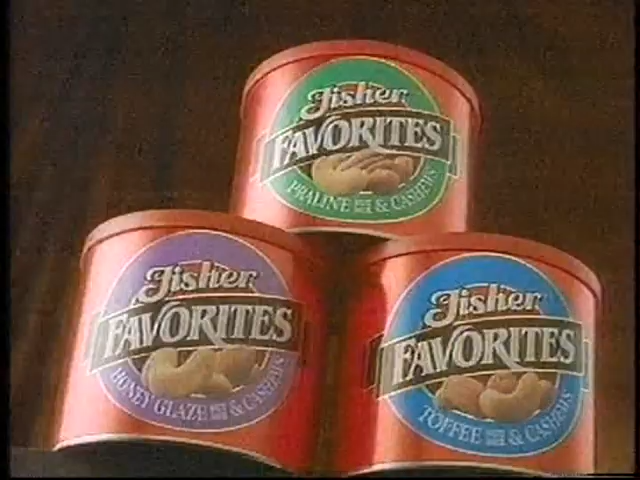 Fisher
FAVORITES
PRALINE & CASHEWS
Fisher
FAVORITES
HONEY GLAZE & CASHEWS
Fisher
FAVORITES
TOFFEE & CASHEWS